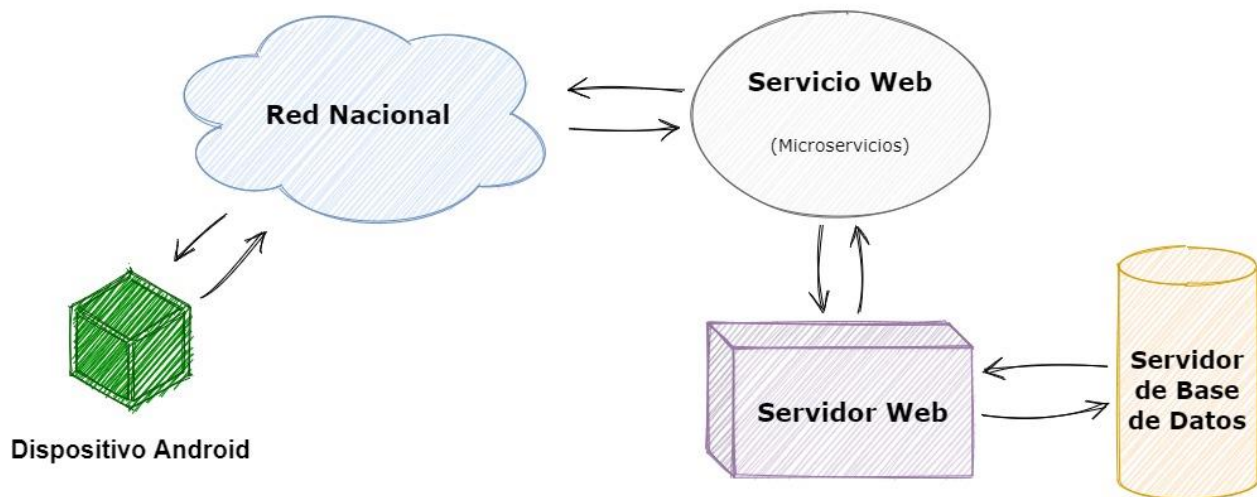 Red Nacional
Servicio Web
(Microservicios)
Dispositivo Android
Servidor Web
Servidor
de Base
de Datos